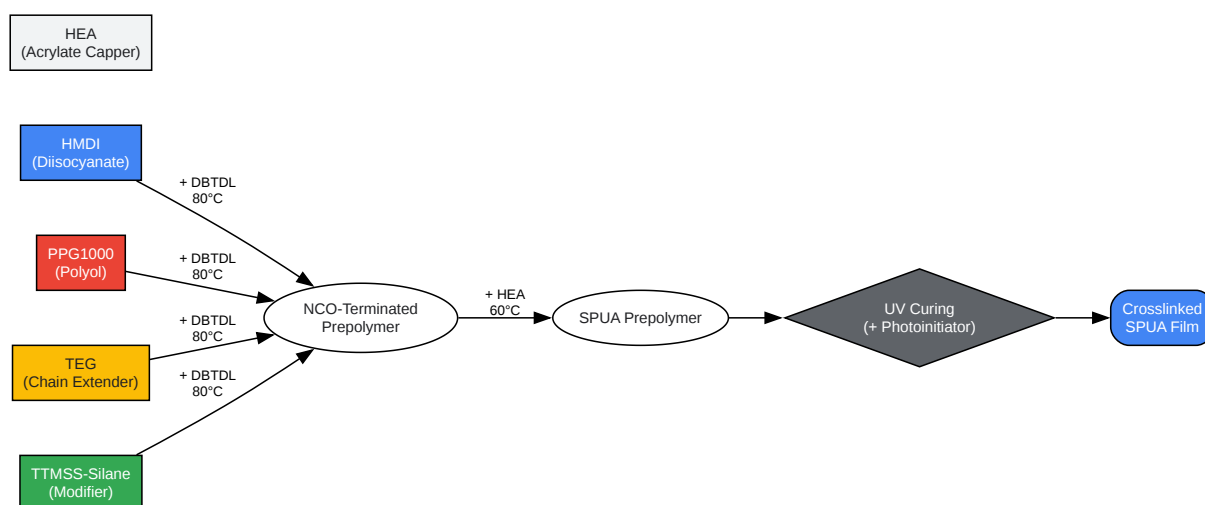 HEA
(Acrylate Capper)
HMDI
(Diisocyanate)
+ DBTDL
80°C
PPG1000
(Polyol)
+ DBTDL
80°C
TEG
(Chain Extender)
+ DBTDL
80°C
TTMSS-Silane
(Modifier)
+ DBTDL
80°C
NCO-Terminated
Prepolymer
+ HEA
60°C
SPUA Prepolymer
UV Curing
(+ Photoinitiator)
Crosslinked
SPUA Film